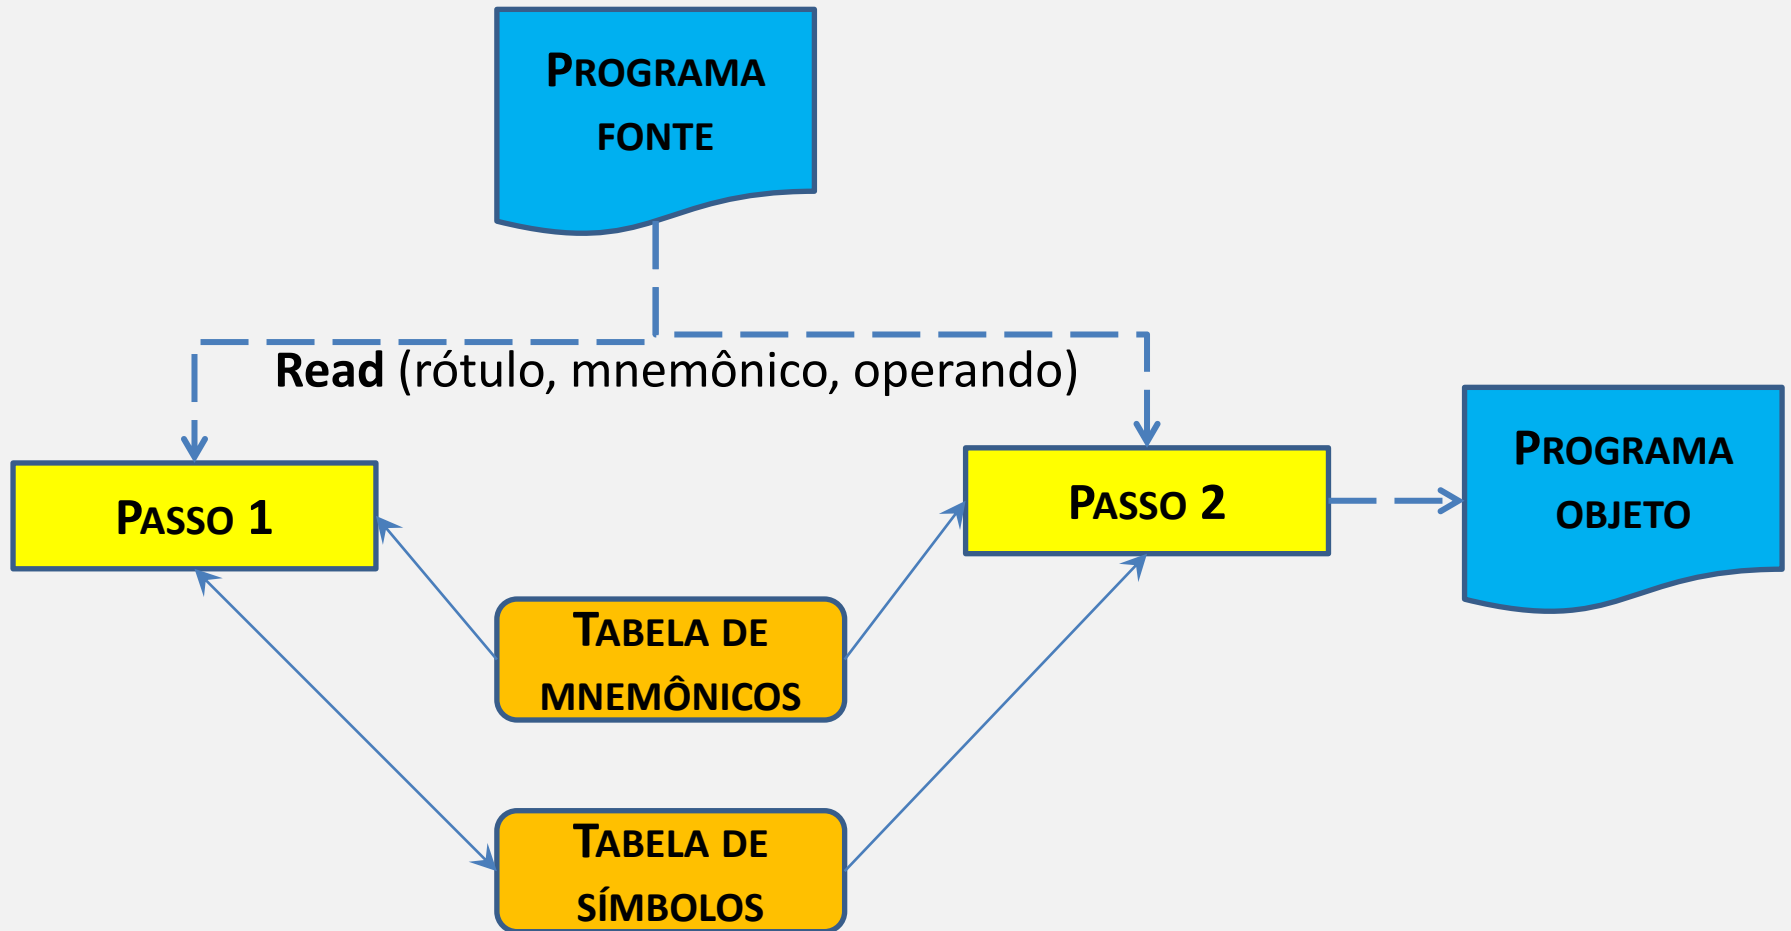 PROGRAMA
FONTE
Read (rótulo, mnemônico, operando)
PASSO 1
PASSO 2
PROGRAMA
OBJETO
TABELA DE
MNEMÔNICOS
TABELA DE
SÍMBOLOS